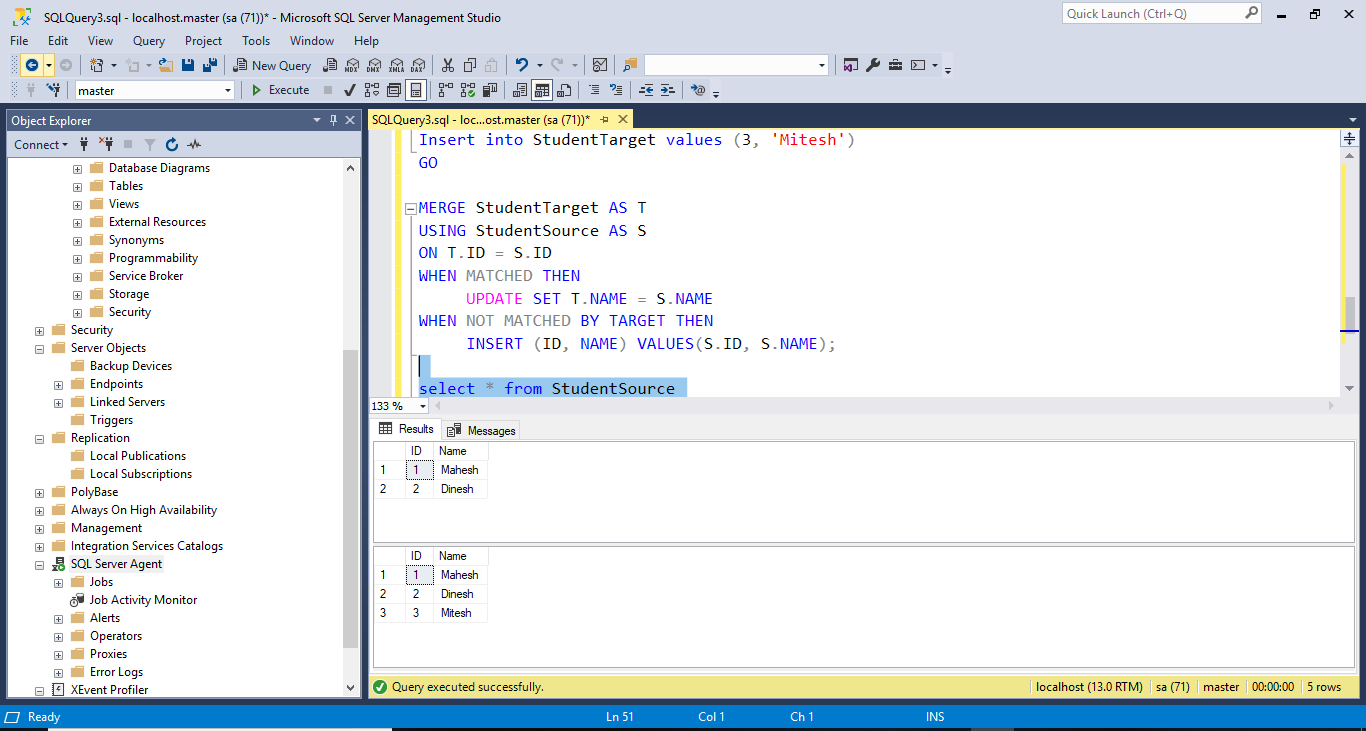 SQLQuery3.sql - localhost.master (sa (71))* - Microsoft SQL Server Management Studio
Quick Launch (Ctrl+Q)
File Edit View Query Project Tools Window Help
New Query
MDX DMX XMLA DAX
master
Execute
Object Explorer
Connect
Database Diagrams
Tables
Views
External Resources
Synonyms
Programmability
Service Broker
Storage
Security
Security
Server Objects
Backup Devices
Endpoints
Linked Servers
Triggers
Replication
Local Publications
Local Subscriptions
PolyBase
Always On High Availability
Management
Integration Services Catalogs
SQL Server Agent
Jobs
Job Activity Monitor
Alerts
Operators
Proxies
Error Logs
XEvent Profiler
SQLQuery3.sql - loc...ost.master (sa (71))*
Insert into StudentTarget values (3, 'Mitesh')
GO
MERGE StudentTarget AS T
USING StudentSource AS S
ON T.ID = S.ID
WHEN MATCHED THEN
UPDATE SET T.NAME = S.NAME
WHEN NOT MATCHED BY TARGET THEN
INSERT (ID, NAME) VALUES(S.ID, S.NAME);
select * from StudentSource
133 %
Results Messages
ID Name
1 1 Mahesh
2 2 Dinesh
ID Name
1 1 Mahesh
2 2 Dinesh
3 3 Mitesh
Query executed successfully.
localhost (13.0 RTM) sa (71) master 00:00:00 5 rows
Ready Ln 51 Col 1 Ch 1 INS